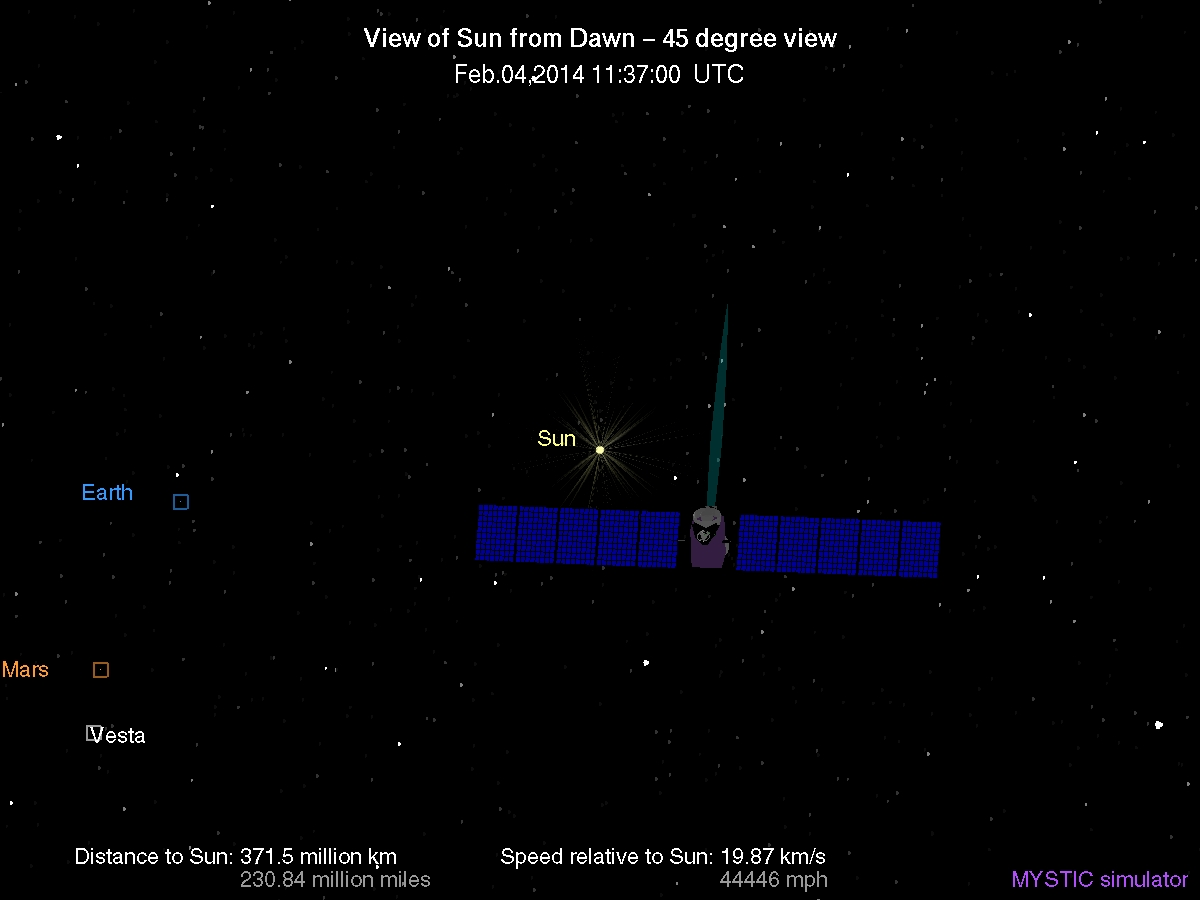 View of Sun from Dawn – 45 degree view
Feb.04,2014 11:37:00 UTC
Sun
Earth
Mars
Vesta
Distance to Sun: 371.5 million km
230.84 million miles
Speed relative to Sun: 19.87 km/s
44446 mph
MYSTIC simulator